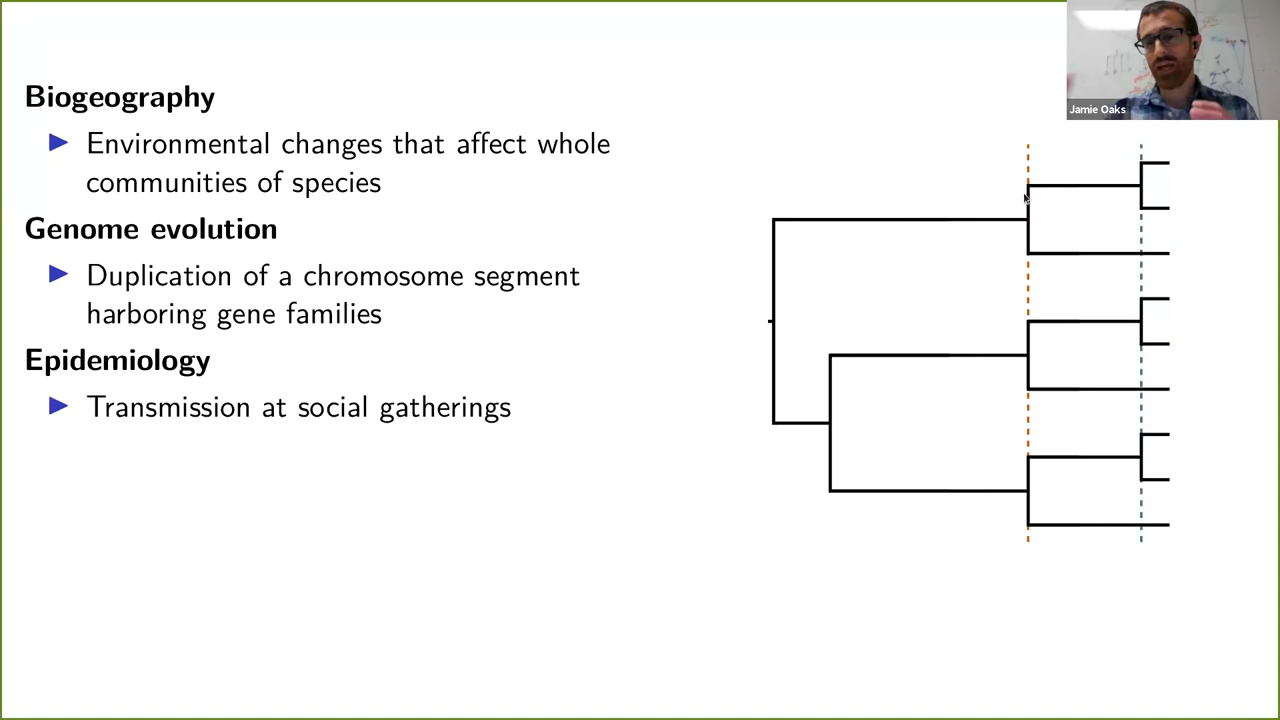 Biogeography
▶ Environmental changes that affect whole
communities of species
Genome evolution
▶ Duplication of a chromosome segment
harboring gene families
Epidemiology
▶ Transmission at social gatherings
Jamie Oaks